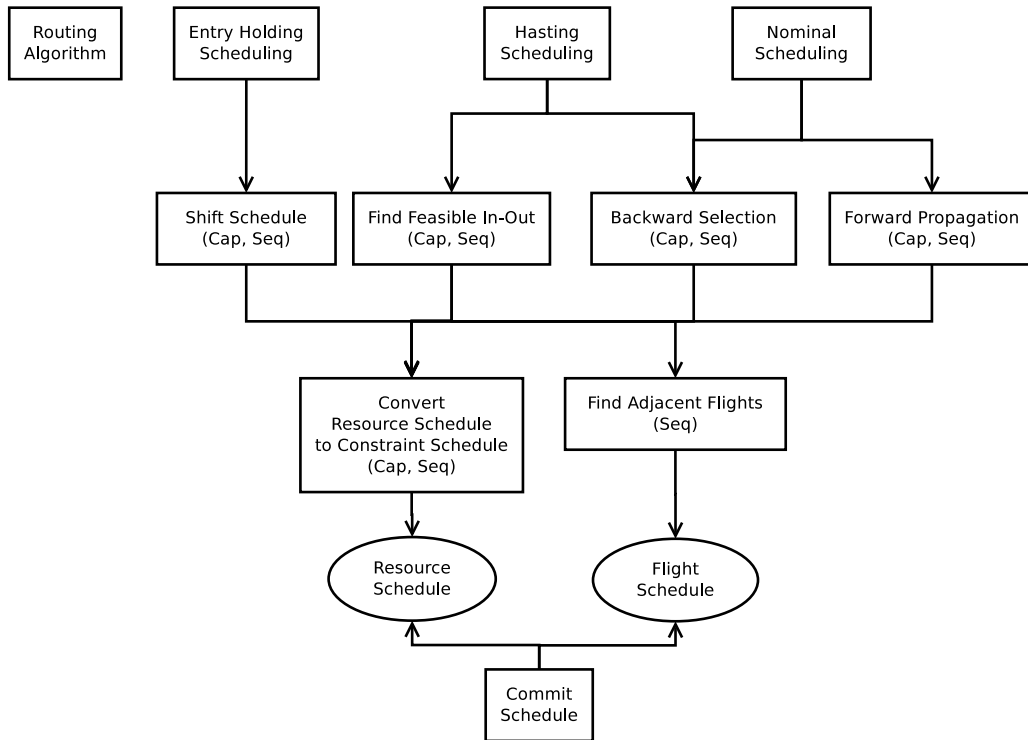 Routing
Algorithm
Entry Holding
Scheduling
Hasting
Scheduling
Nominal
Scheduling
Shift Schedule
(Cap, Seq)
Find Feasible In-Out
(Cap, Seq)
Backward Selection
(Cap, Seq)
Forward Propagation
(Cap, Seq)
Convert
Resource Schedule
to Constraint Schedule
(Cap, Seq)
Find Adjacent Flights
(Seq)
Resource
Schedule
Flight
Schedule
Commit
Schedule